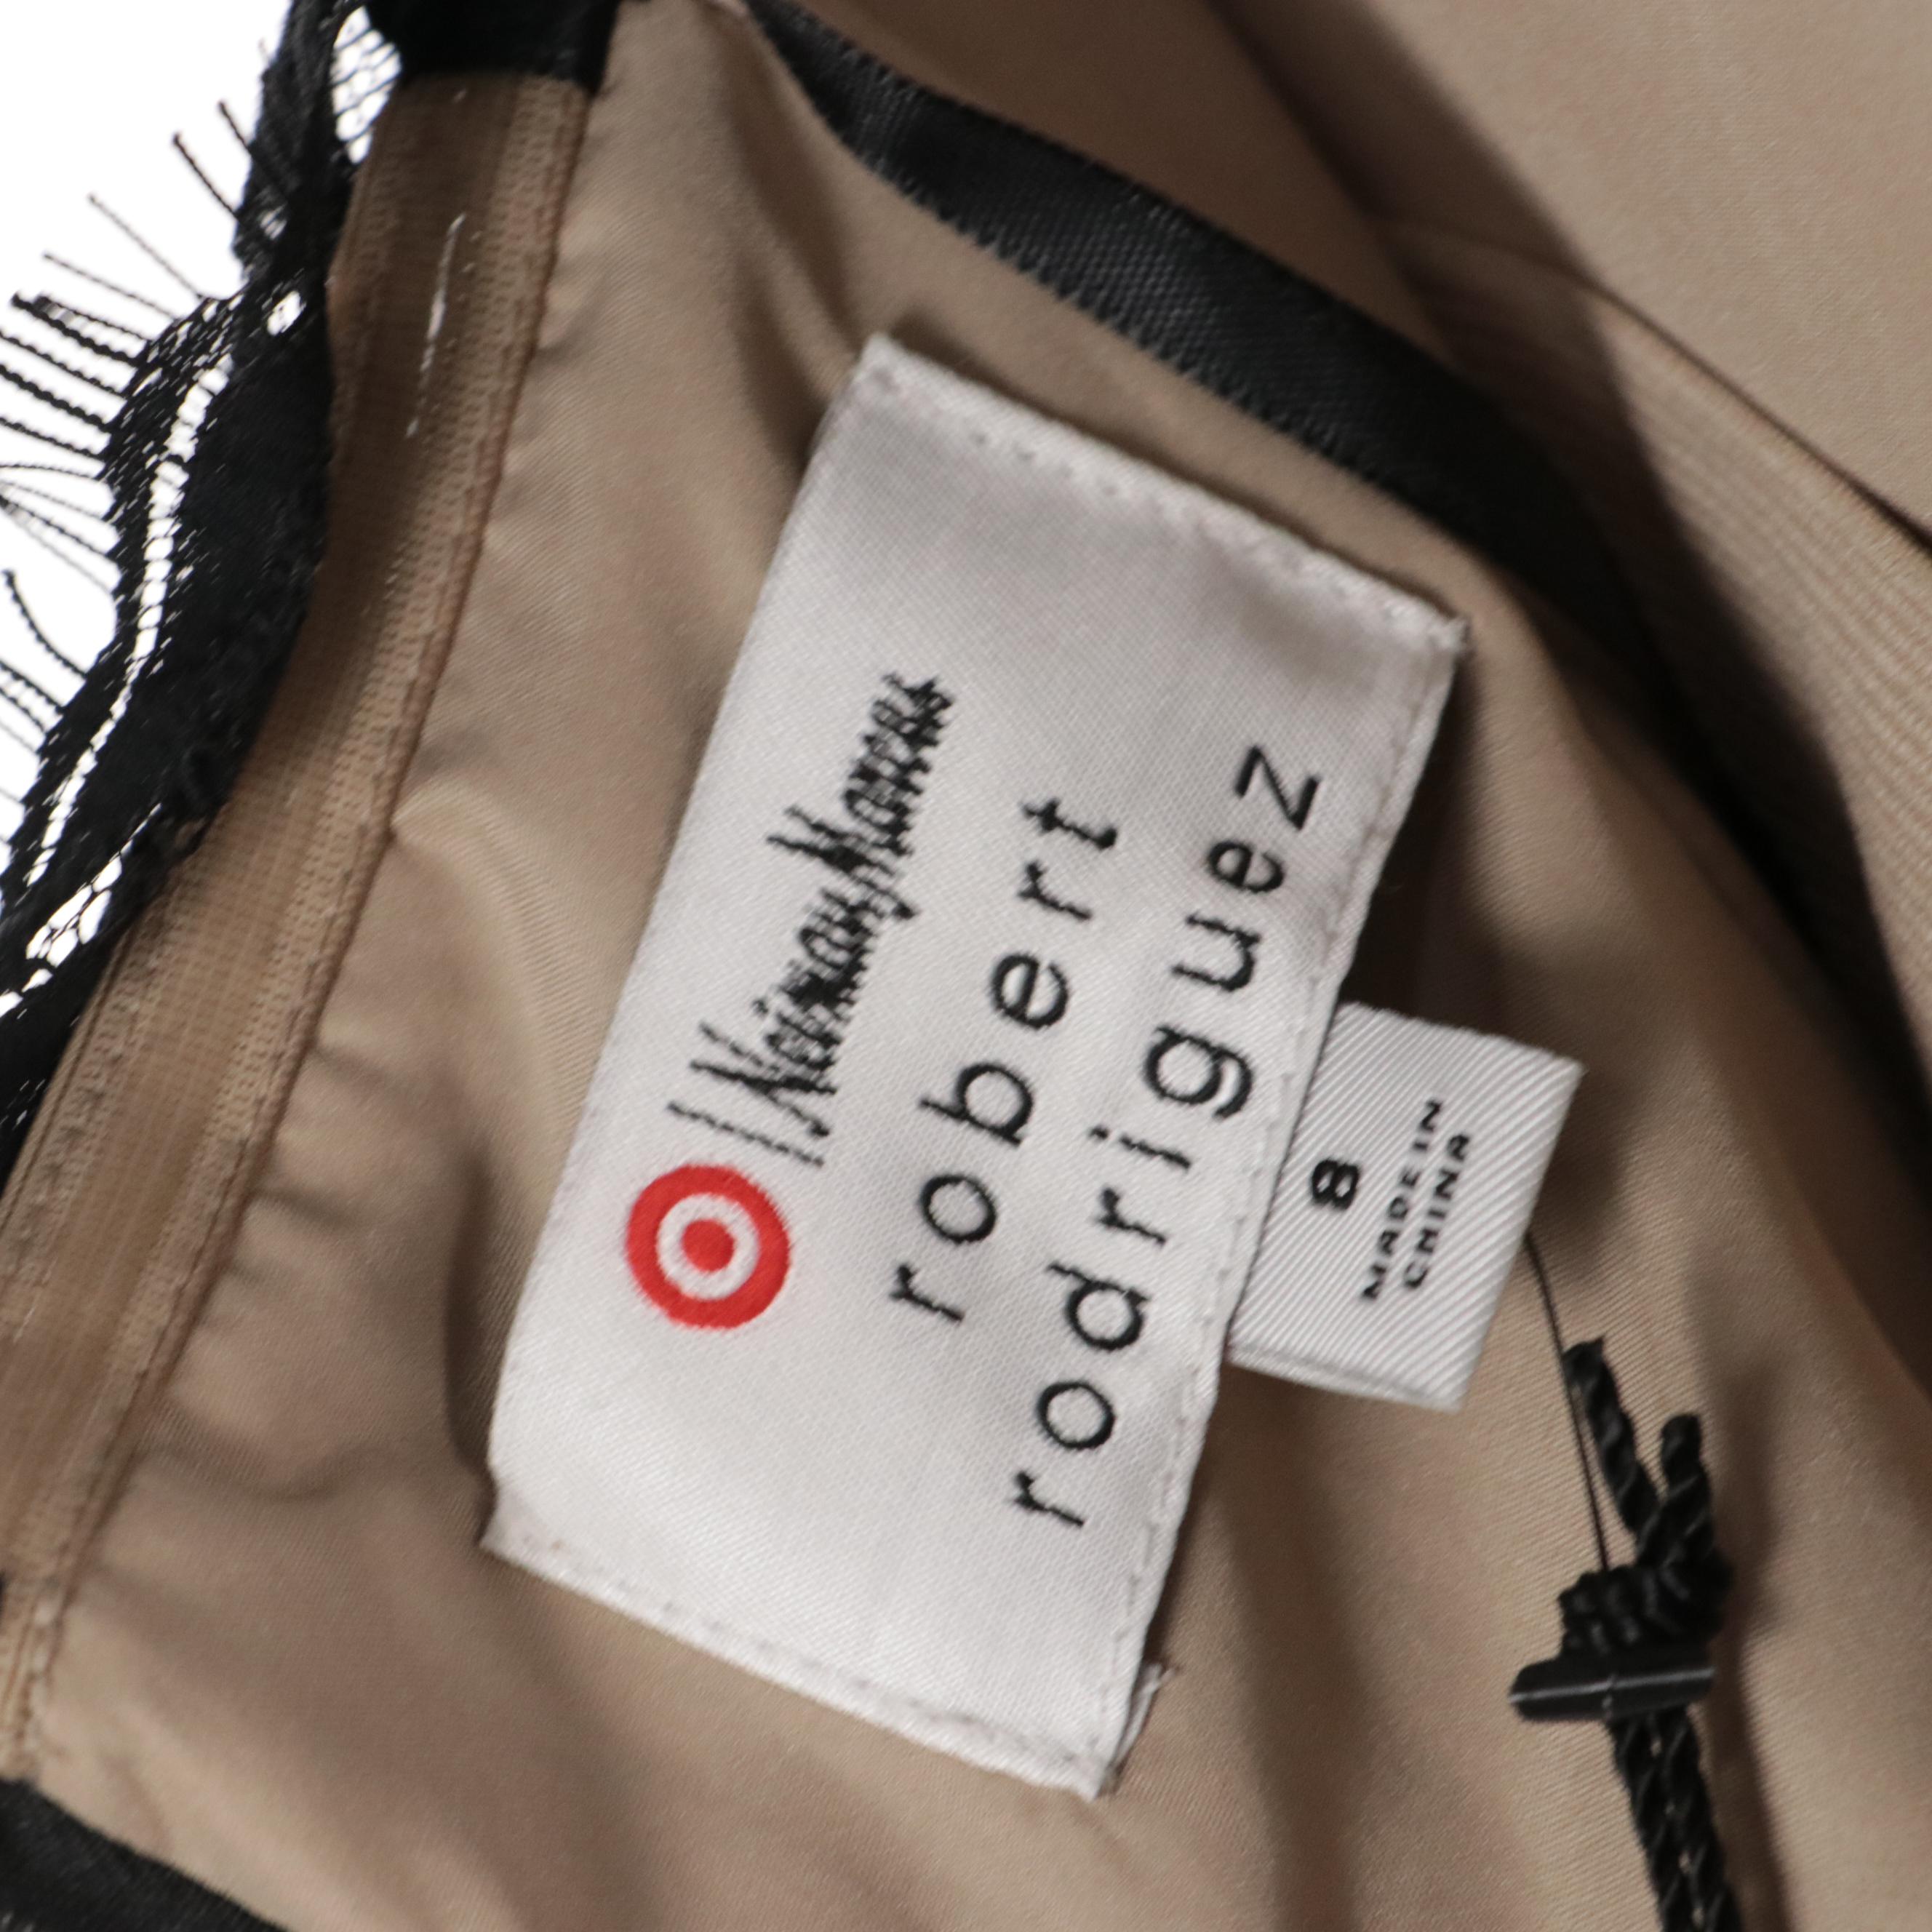 Neiman Marcus
robert
rodriguez
8
MADE IN
CHINA